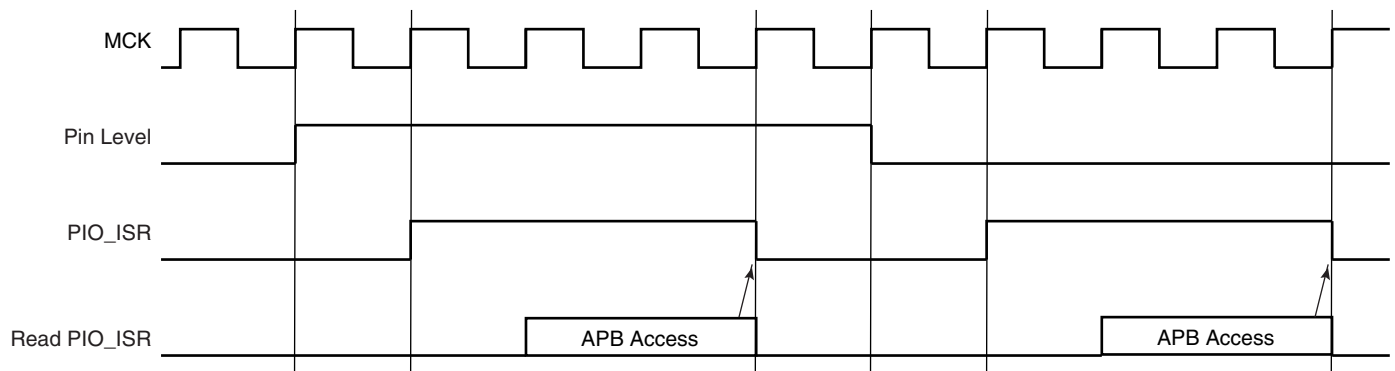 MCK
Pin Level
PIO_ISR
Read PIO_ISR
APB Access
APB Access